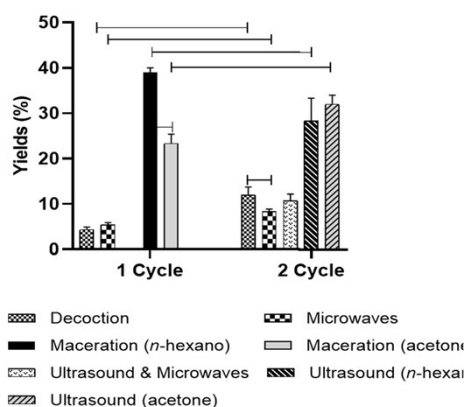 50
40
30
20
10
0
Yields (%)
1 Cycle 2 Cycle
Decoction Microwaves
Maceration (n-hexano) Maceration (aceton
Ultrasound & Microwaves Ultrasound (n-hexa
Ultrasound (acetone)